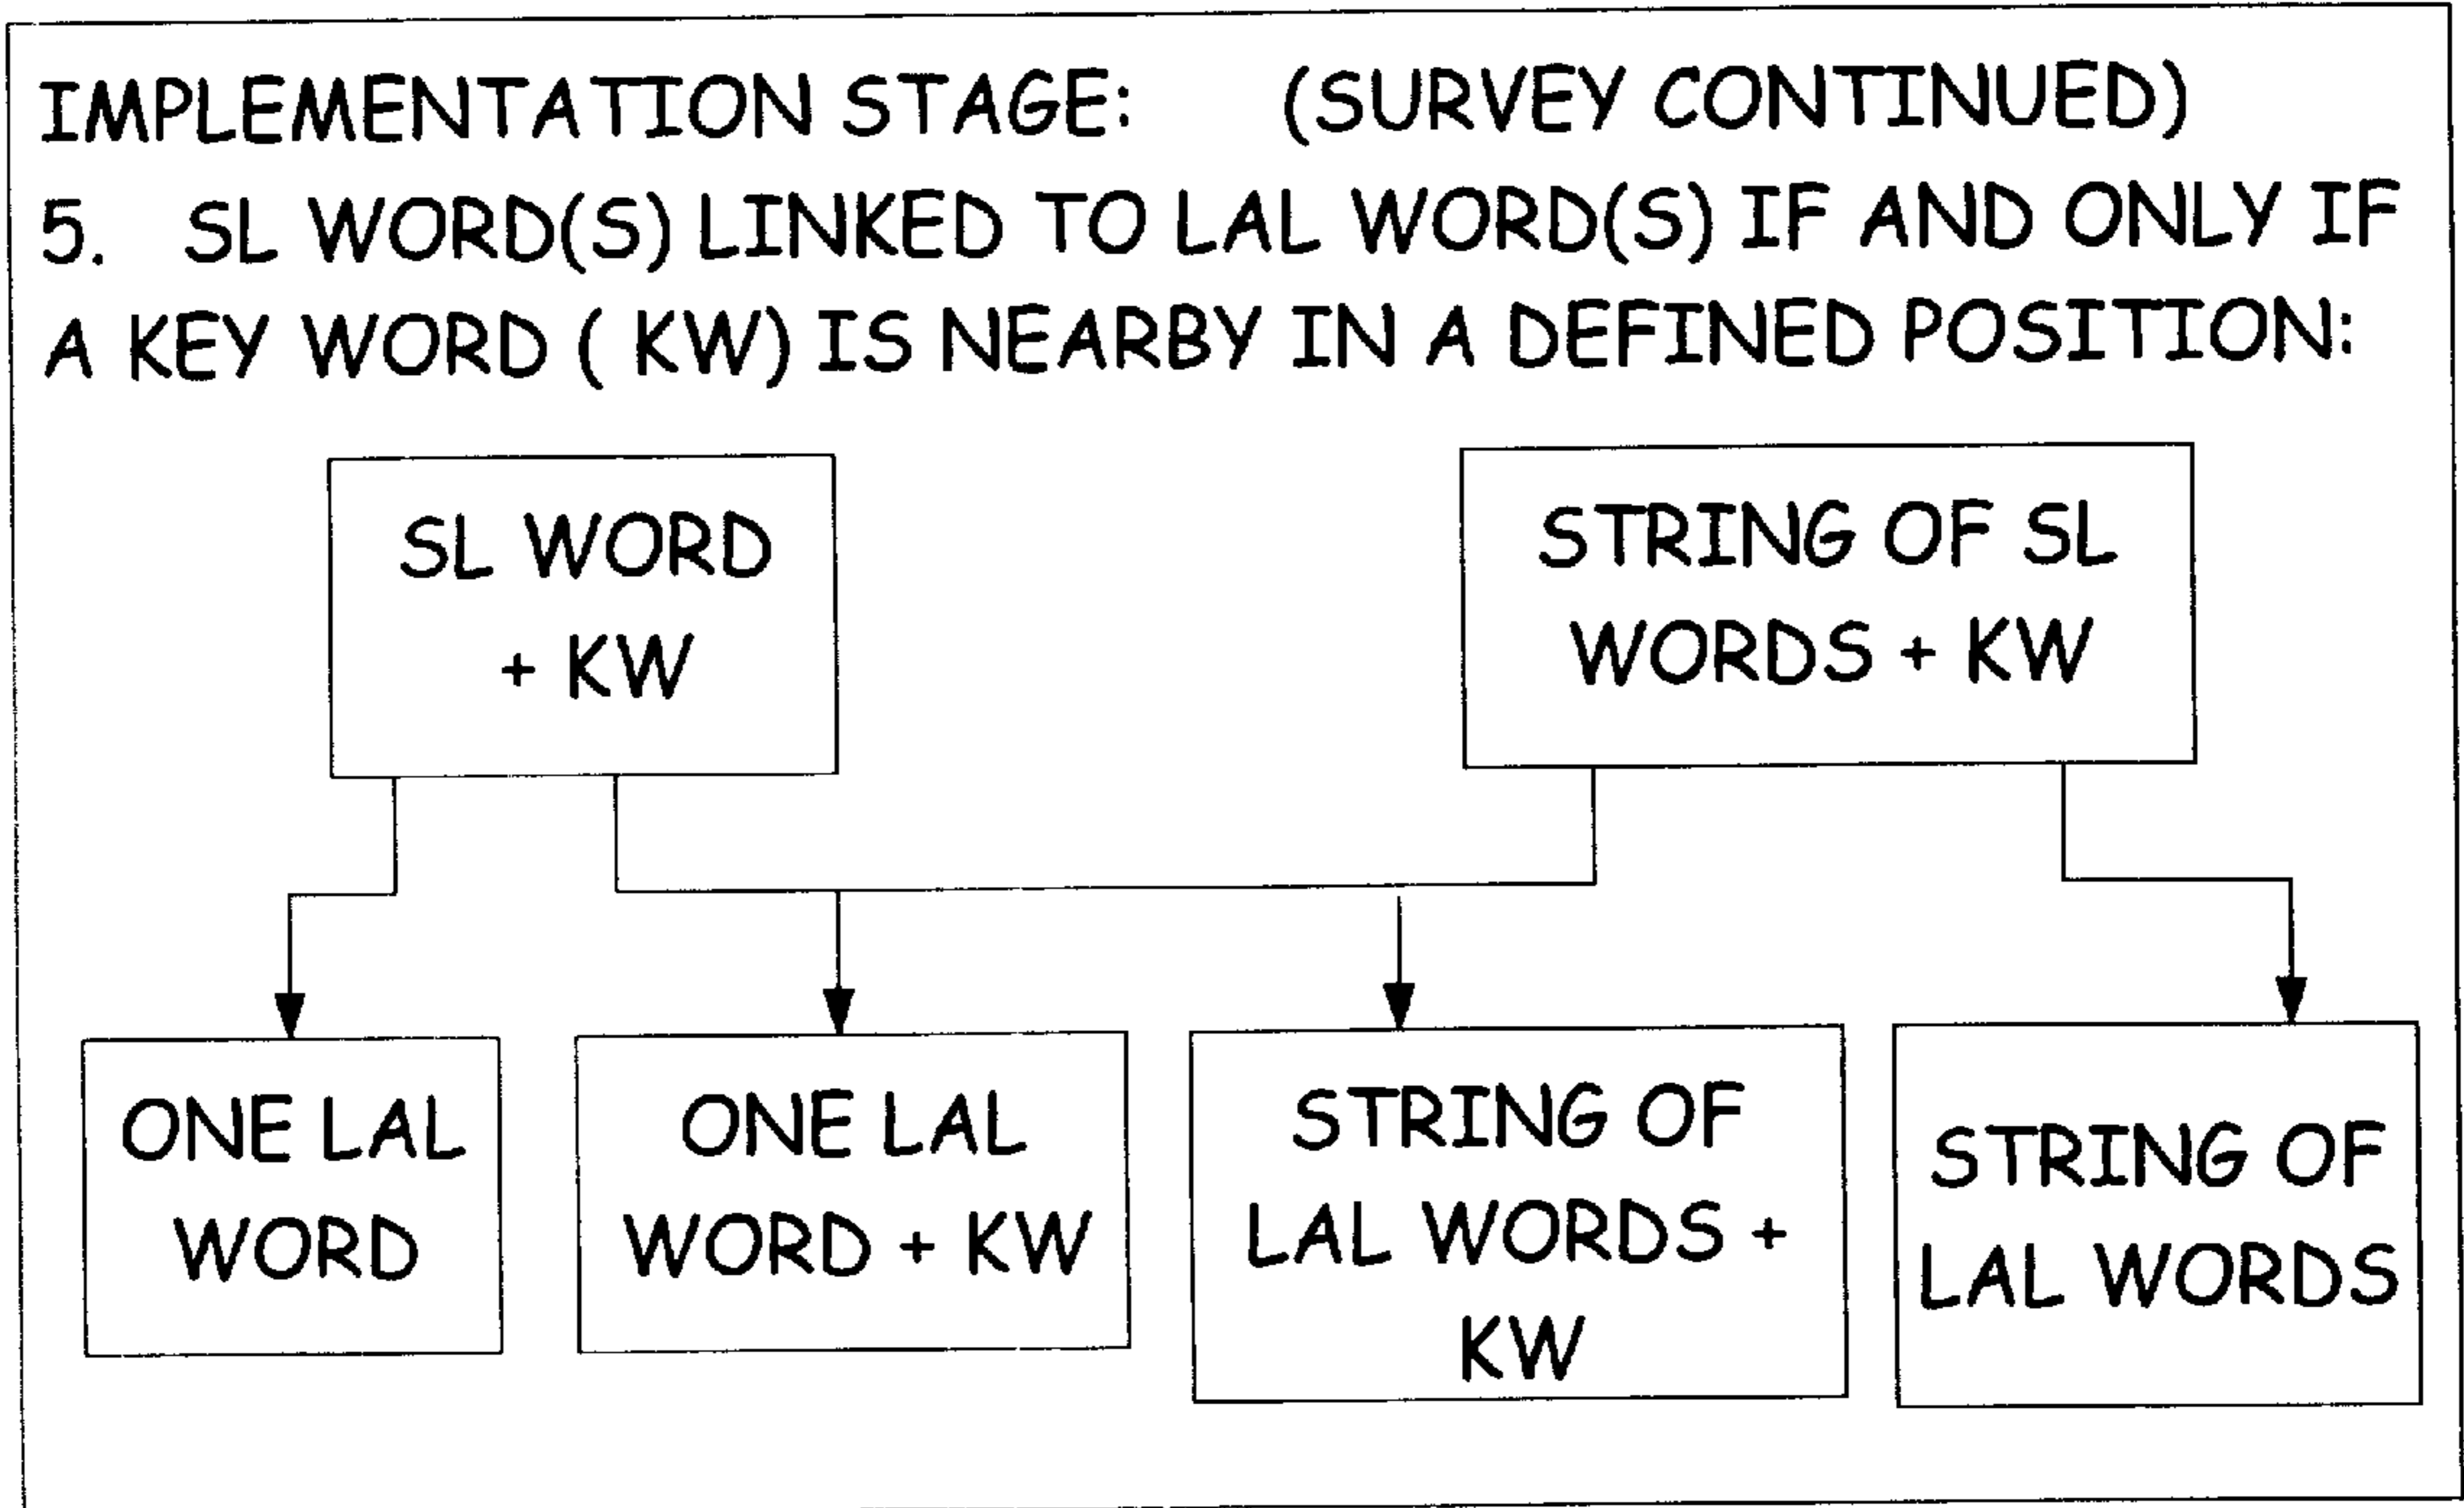 IMPLEMENTATION STAGE: (SURVEY CONTINUED)
5. SL WORD(S) LINKED TO LAL WORD(S) IF AND ONLY IF
A KEY WORD ( KW) IS NEARBY IN A DEFINED POSITION:
SL WORD
+ KW
STRING OF SL
WORDS + KW
ONE LAL
WORD
ONE LAL
WORD + KW
STRING OF
LAL WORDS +
KW
STRING OF
LAL WORDS